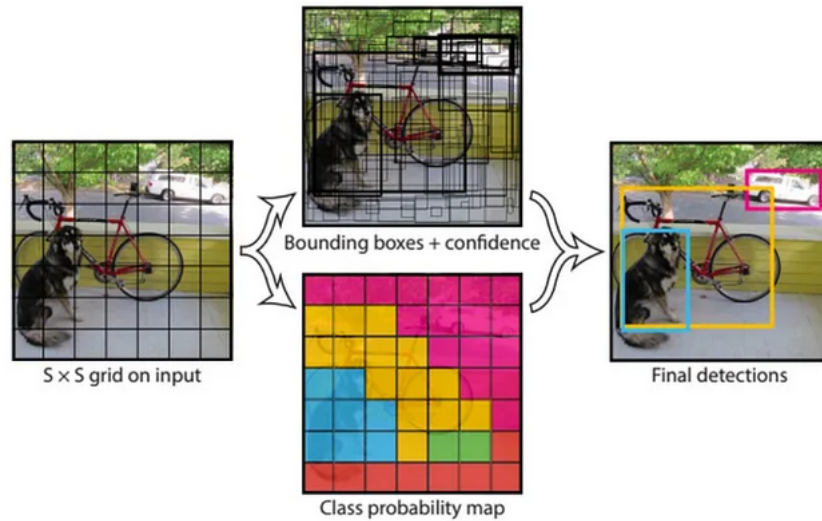 Bounding boxes + confidence
S × S grid on input
Final detections
Class probability map